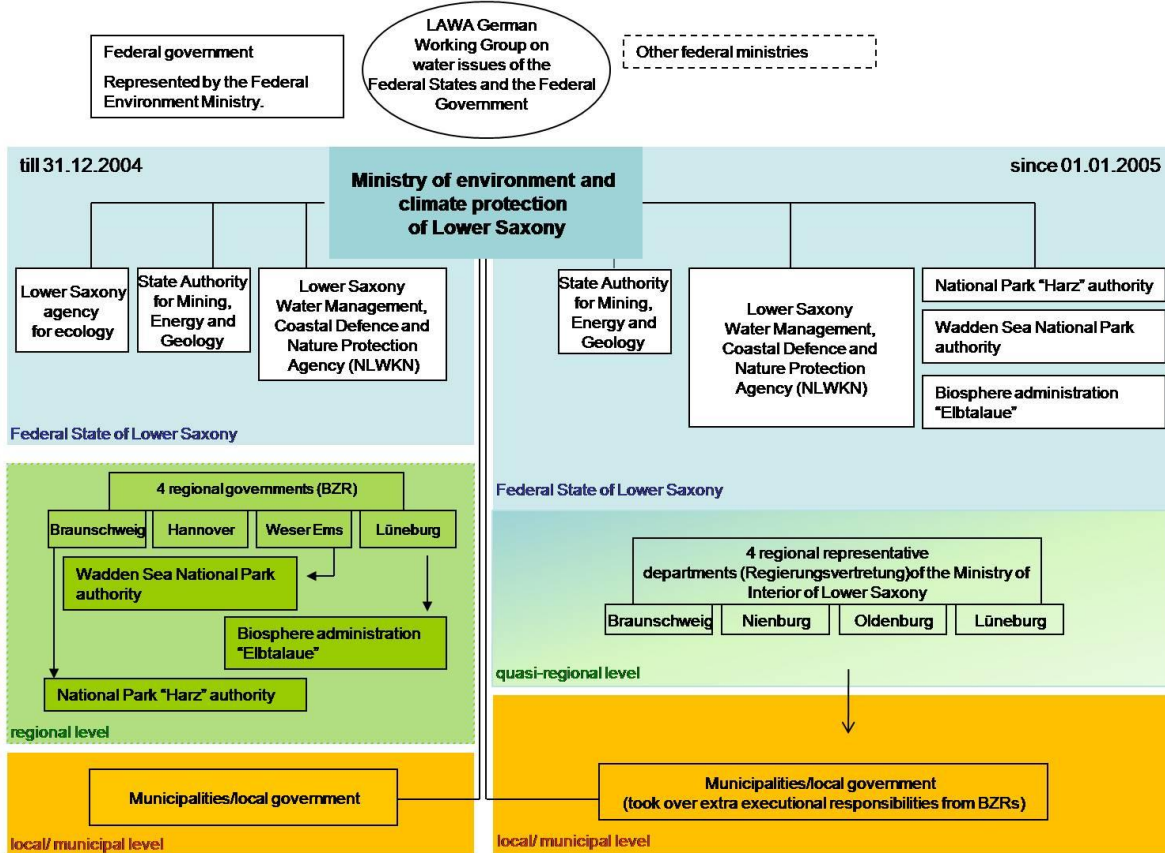 Federal government
Represented by the Federal
Environment Ministry.
LAWA German
Working Group on
water issues of the
Federal States and the Federal
Government
Other federal ministries
till 31.12.2004
Ministry of environment and
climate protection
of Lower Saxony
since 01.01.2005
Lower Saxony
agency
for ecology
State Authority
for Mining,
Energy and
Geology
Lower Saxony
Water Management,
Coastal Defence and
Nature Protection
Agency (NLWKN)
Federal State of Lower Saxony
State Authority
for Mining,
Energy and
Geology
Lower Saxony
Water Management,
Coastal Defence and
Nature Protection
Agency (NLWKN)
National Park "Harz" authority
Wadden Sea National Park
authority
Biosphere administration
"Elbtalaue"
Federal State of Lower Saxony
4 regional governments (BZR)
Braunschweig
Hannover
Weser Ems
Lüneburg
Wadden Sea National Park
authority
Biosphere administration
"Elbtalaue"
National Park "Harz" authority
regional level
4 regional representative
departments (Regierungsvertretung)of the Ministry of
Interior of Lower Saxony
Braunschweig
Nienburg
Oldenburg
Lüneburg
quasi-regional level
Municipalities/local government
local/ municipal level
Municipalities/local government
(took over extra executional responsibilities from BZRs)
local/ municipal level